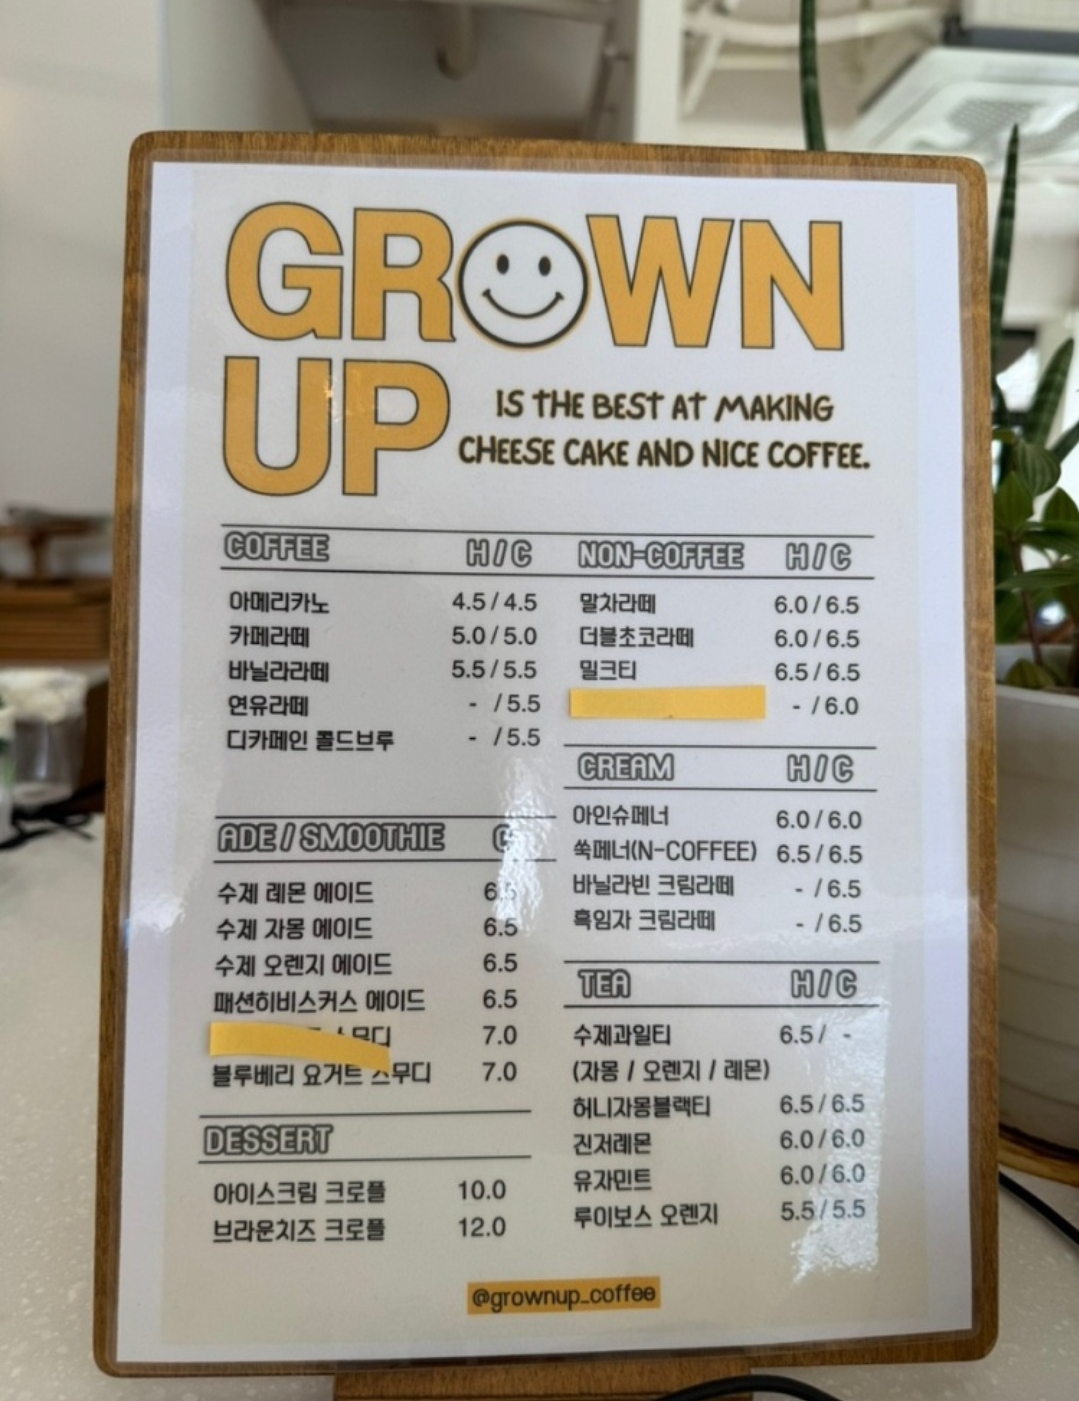 GROWN
UP
IS THE BEST AT MAKING
CHEESE CAKE AND NICE COFFEE.
COFFEE H/C
아메리카노 4.5/4.5
카페라떼 5.0/5.0
바닐라라떼 5.5/5.5
연유라떼 - /5.5
디카페인 콜드브루 - /5.5
ADE / SMOOTHIE C
수제 레몬 에이드 6.5
수제 자몽 에이드 6.5
수제 오렌지 에이드 6.5
패션히비스커스 에이드 6.5
스무디 7.0
블루베리 요거트 스무디 7.0
DESSERT
아이스크림 크로플 10.0
브라운치즈 크로플 12.0
NON-COFFEE H/C
말차라떼 6.0/6.5
더블초코라떼 6.0/6.5
밀크티 6.5/6.5
- /6.0
CREAM H/C
아인슈페너 6.0/6.0
쑥페너(N-COFFEE) 6.5/6.5
바닐라빈 크림라떼 - /6.5
흑임자 크림라떼 - /6.5
TEA H/C
수제과일티 6.5/ -
(자몽 / 오렌지 / 레몬)
허니자몽블랙티 6.5/6.5
진저레몬 6.0/6.0
유자민트 6.0/6.0
루이보스 오렌지 5.5/5.5
@grownup_coffee